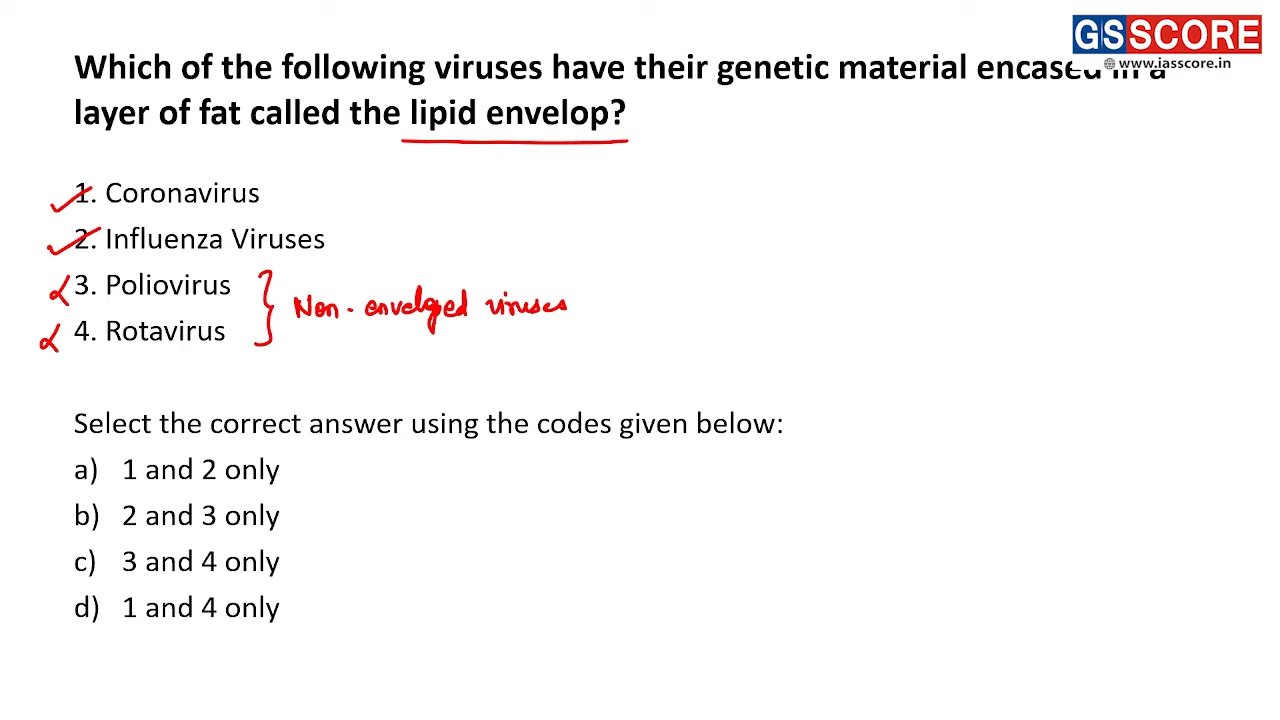 GSSCORE
www.iasscore.in
Which of the following viruses have their genetic material encased in a
layer of fat called the lipid envelop?
1. Coronavirus
2. Influenza Viruses
3. Poliovirus
4. Rotavirus
Non-enveloped viruses
Select the correct answer using the codes given below:
a) 1 and 2 only
b) 2 and 3 only
c) 3 and 4 only
d) 1 and 4 only